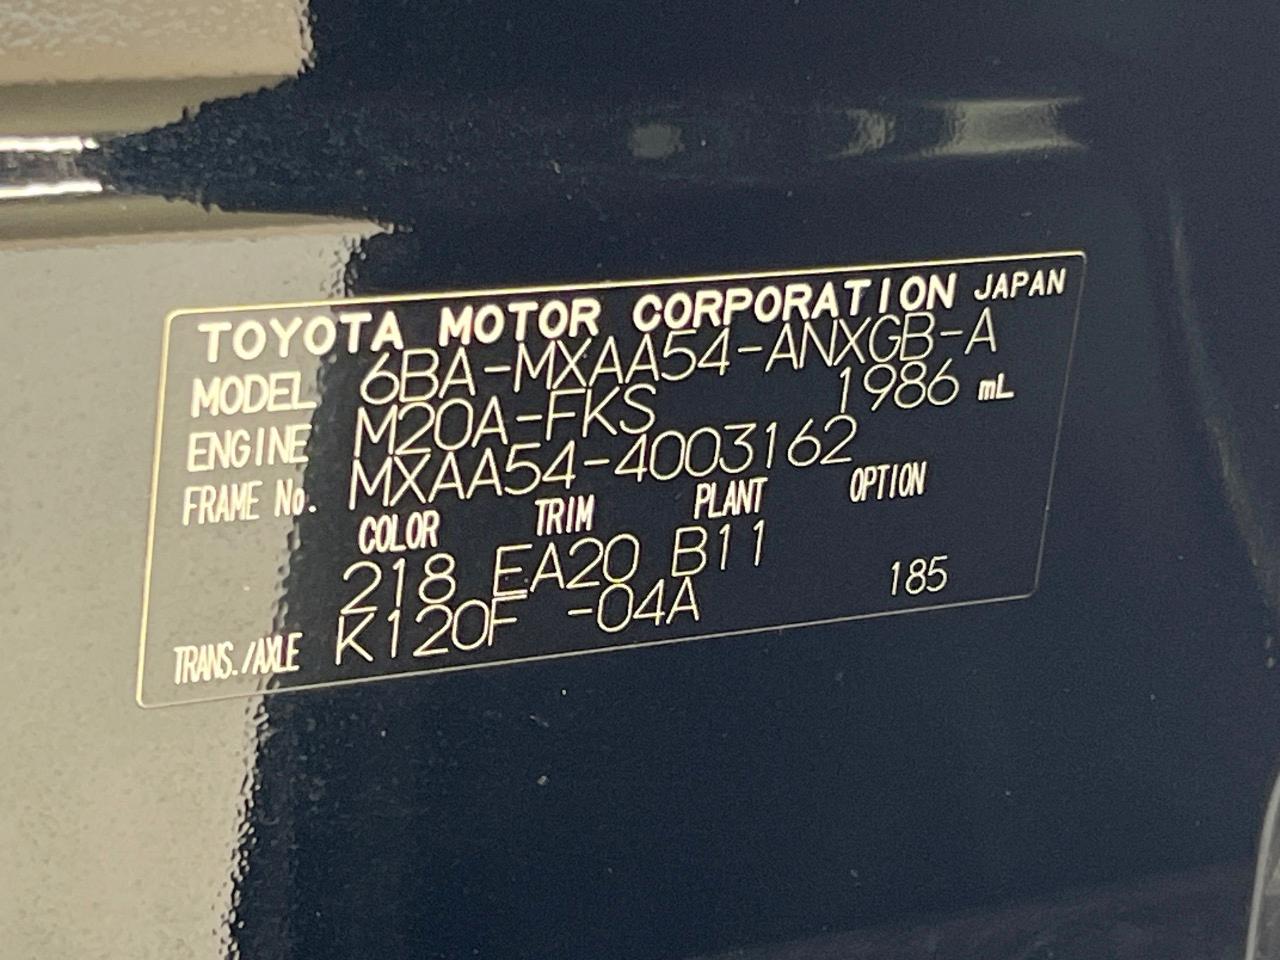 TOYOTA MOTOR CORPORATION JAPAN
MODEL 6BA-MXAA54-ANXGB-A
ENGINE M20A-FKS 1986 mL
FRAME No. MXAA54-4003162
COLOR TRIM PLANT OPTION
218 EA20 B11
TRANS./AXLE K120F -04A 185